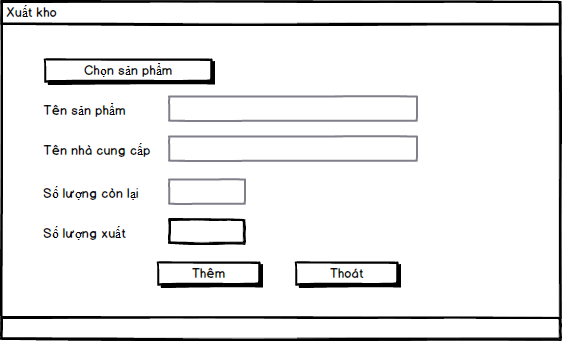 Xuất kho
Chọn sản phẩm
Tên sản phẩm
Tên nhà cung cấp
Số lượng còn lại
Số lượng xuất
Thêm
Thoát